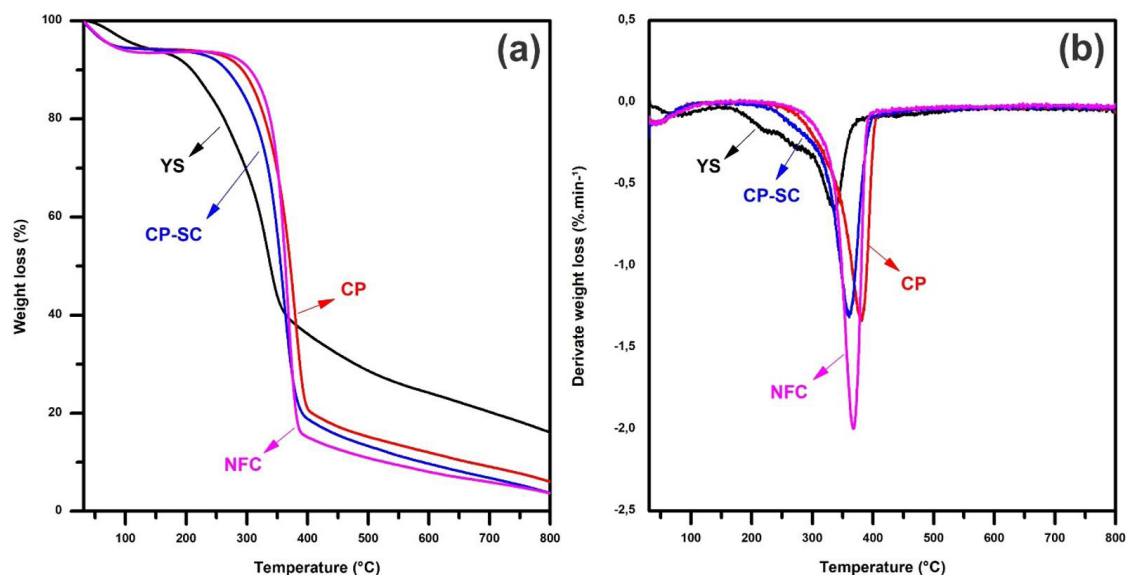 (a)
100
80
60
40
20
0
Weight loss (%)
YS
CP-SC
CP
NFC
100 200 300 400 500 600 700 800
Temperature (°C)
(b)
0,5
0,0
-0,5
-1,0
-1,5
-2,0
-2,5
Derivate weight loss (%.min-¹)
YS
CP-SC
CP
NFC
100 200 300 400 500 600 700 800
Temperature (°C)